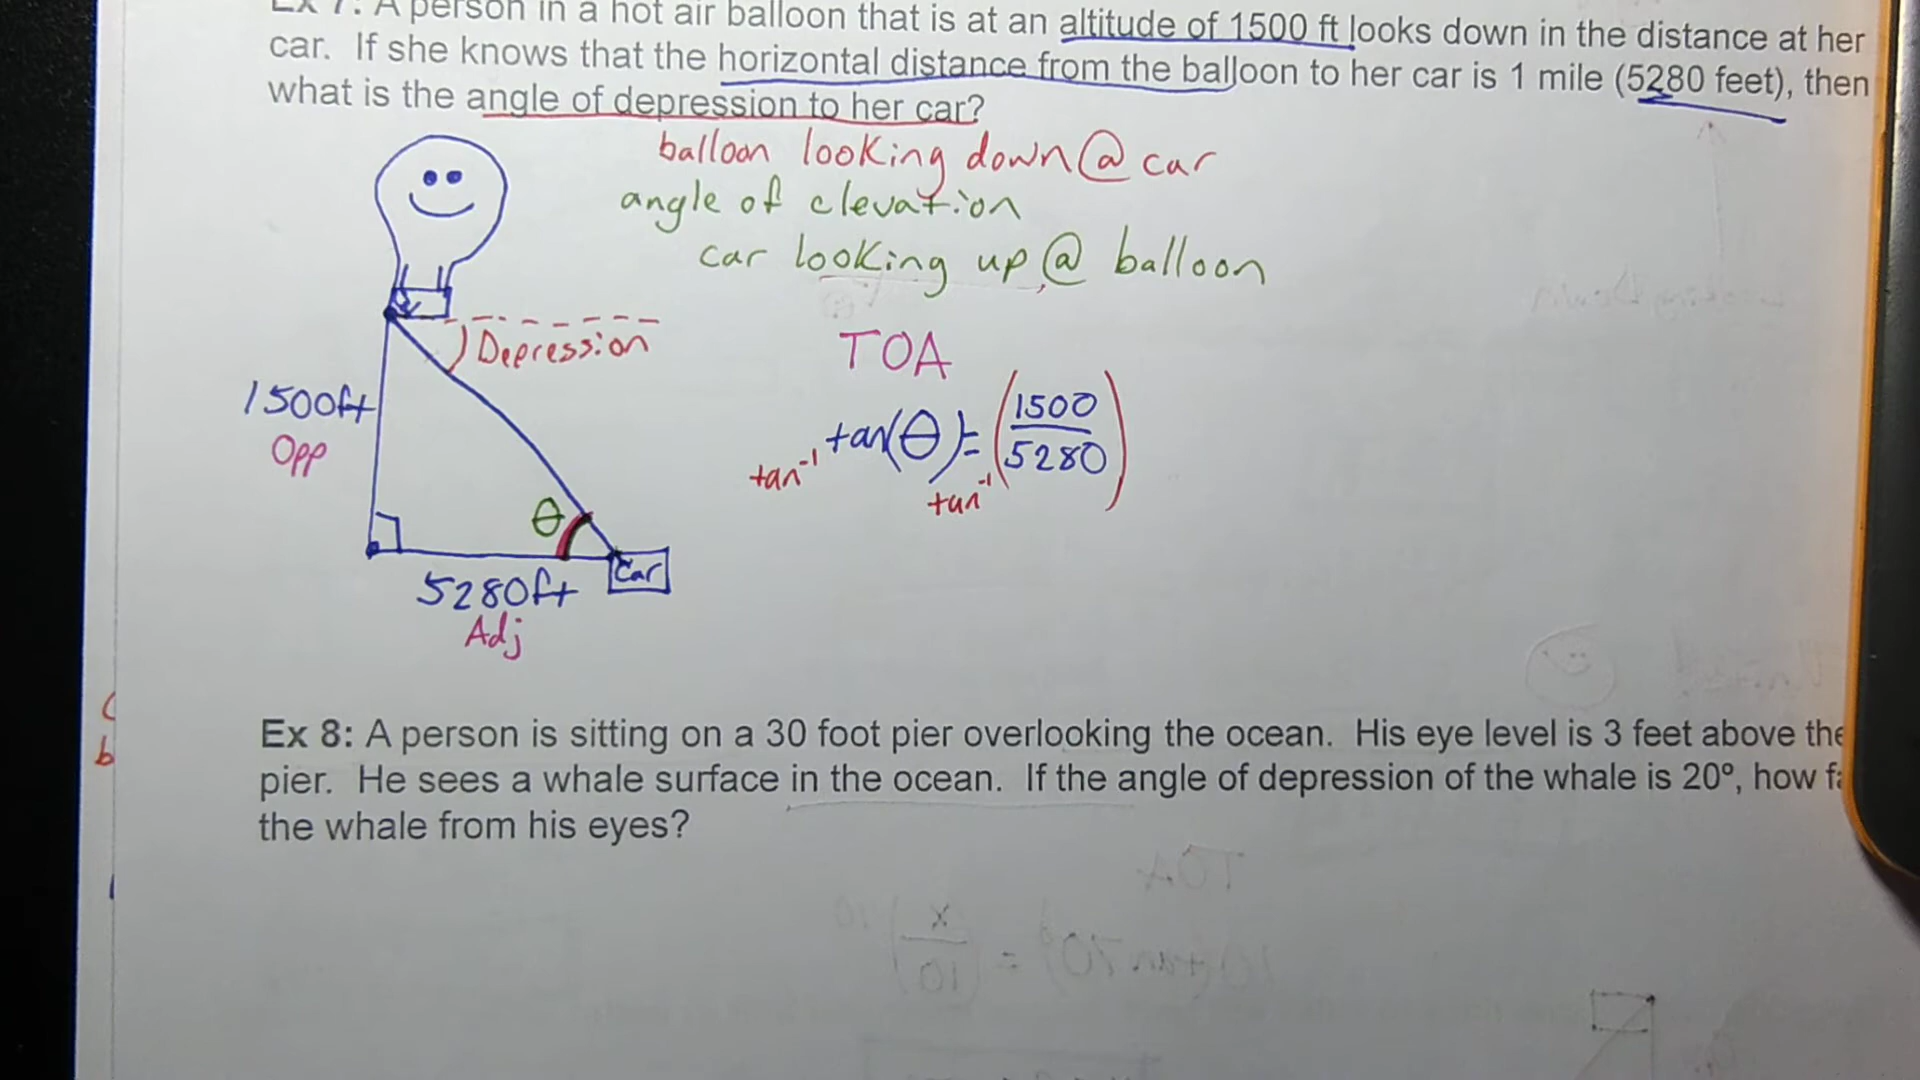 Ex 7: A person in a hot air balloon that is at an altitude of 1500 ft looks down in the distance at her
car. If she knows that the horizontal distance from the balloon to her car is 1 mile (5280 feet), then
what is the angle of depression to her car?
balloon looking down @ car
angle of elevation
car looking up @ balloon
Depression
TOA
1500ft
Opp
tan⁻¹ tan(θ) = tan⁻¹(1500/5280)
θ
Car
5280ft
Adj
Ex 8: A person is sitting on a 30 foot pier overlooking the ocean. His eye level is 3 feet above the
pier. He sees a whale surface in the ocean. If the angle of depression of the whale is 20º, how
the whale from his eyes?